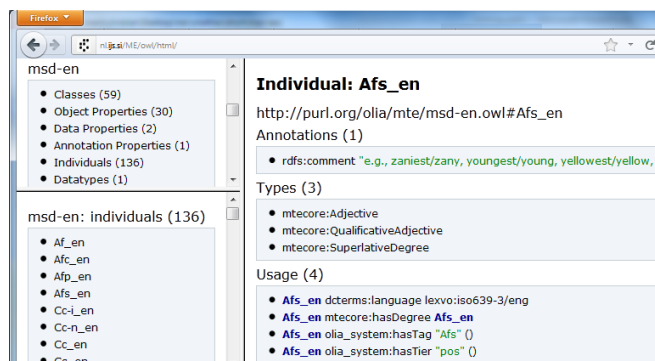 Firefox
nl.ijs.si/ME/owl/html/
msd-en
Classes (59)
Object Properties (30)
Data Properties (2)
Annotation Properties (1)
Individuals (136)
Datatypes (1)
msd-en: individuals (136)
Af_en
Afc_en
Afp_en
Afs_en
Cc-i_en
Cc-n_en
Cc_en
Individual: Afs_en
http://purl.org/olia/mte/msd-en.owl#Afs_en
Annotations (1)
rdfs:comment "e.g., zaniest/zany, youngest/young, yellowest/yellow,
Types (3)
mtecore:Adjective
mtecore:QualificativeAdjective
mtecore:SuperlativeDegree
Usage (4)
Afs_en dcterms:language lexvo:iso639-3/eng
Afs_en mtecore:hasDegree Afs_en
Afs_en olia_system:hasTag "Afs" ()
Afs_en olia_system:hasTier "pos" ()